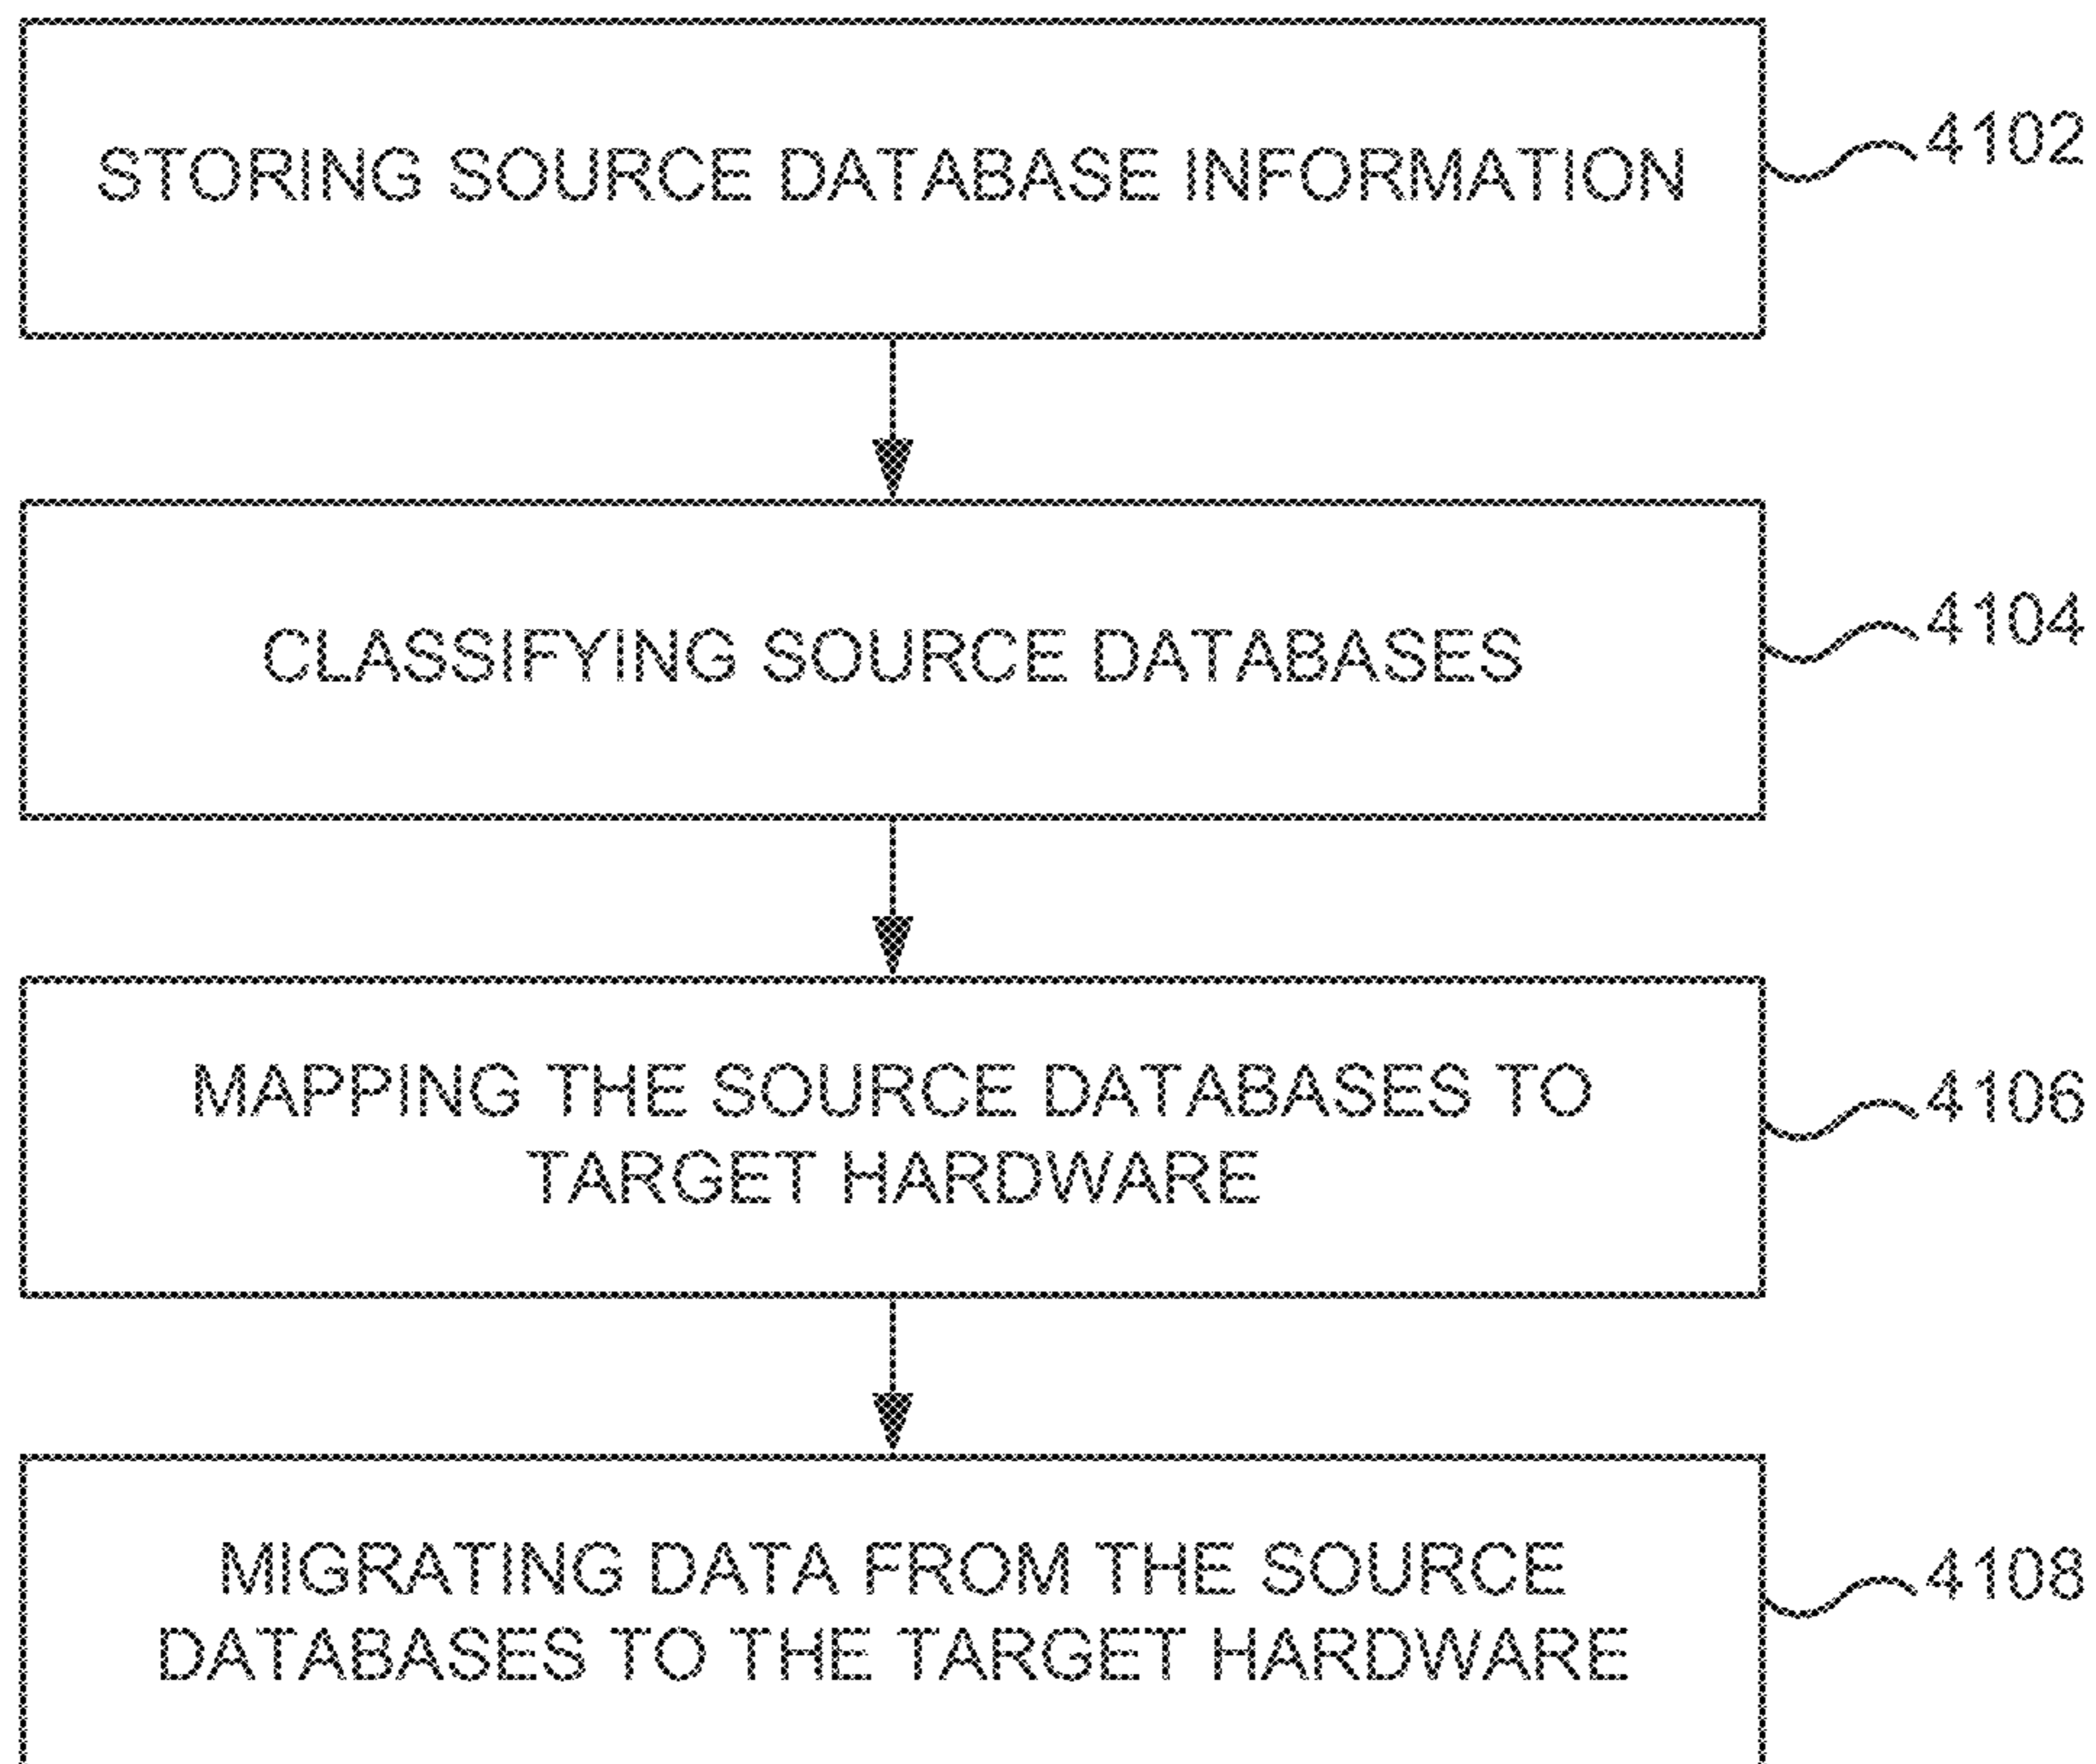 STORING SOURCE DATABASE INFORMATION
4102
CLASSIFYING SOURCE DATABASES
4104
MAPPING THE SOURCE DATABASES TO
TARGET HARDWARE
4106
MIGRATING DATA FROM THE SOURCE
DATABASES TO THE TARGET HARDWARE
4108